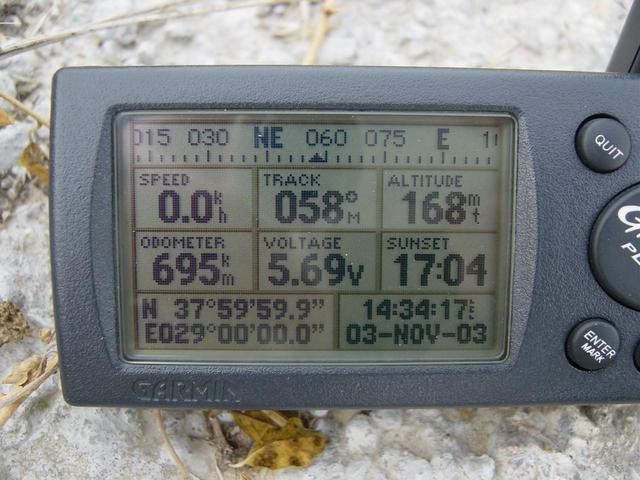 015 030 NE 060 075 E 1
SPEED TRACK ALTITUDE
0.0kh 058°M 168mt
ODOMETER VOLTAGE SUNSET
695km 5.69v 17:04
N 37°59'59.9" 14:34:17
E029°00'00.0" 03-NOV-03
GARMIN
QUIT
ENTER
MARK